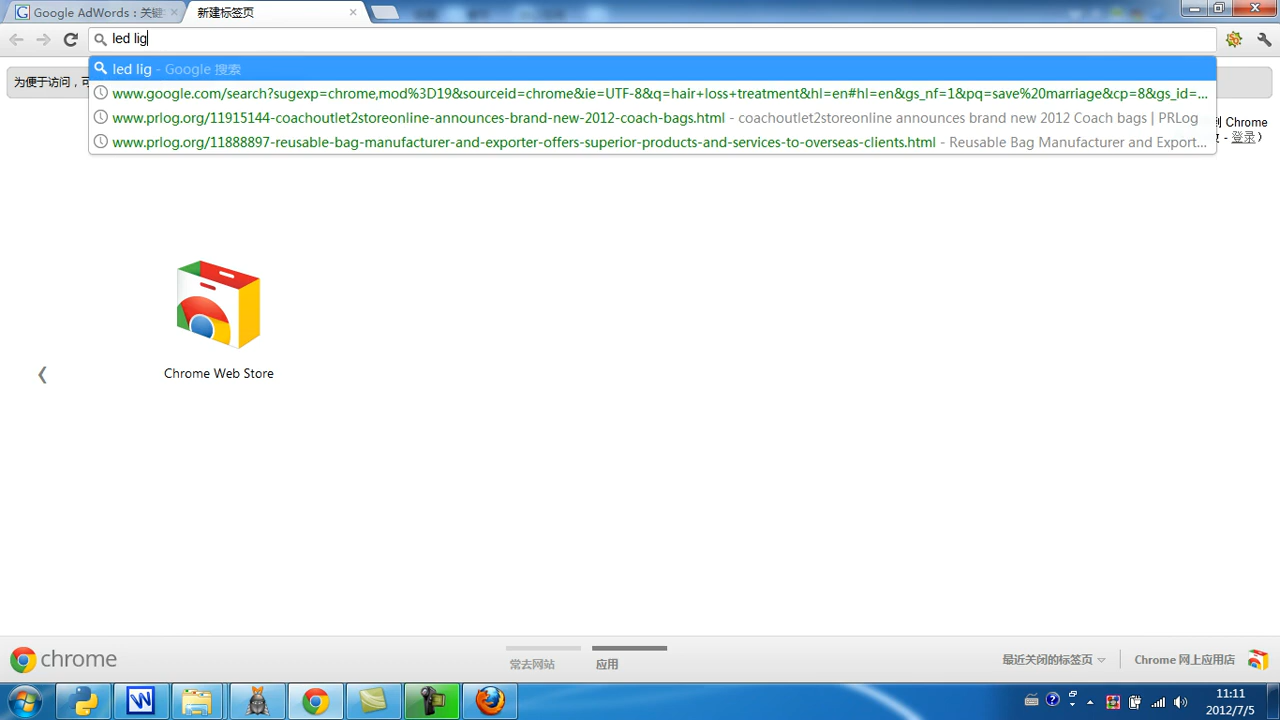 Google AdWords : 关键
新建标签页
led lig
led lig - Google 搜索
为便于访问，可
www.google.com/search?sugexp=chrome,mod%3D19&sourceid=chrome&ie=UTF-8&q=hair+loss+treatment&hl=en#hl=en&gs_nf=1&pq=save%20marriage&cp=8&gs_id=...
www.prlog.org/11915144-coachoutlet2storeonline-announces-brand-new-2012-coach-bags.html - coachoutlet2storeonline announces brand new 2012 Coach bags | PRLog
Chrome
登录）
www.prlog.org/11888897-reusable-bag-manufacturer-and-exporter-offers-superior-products-and-services-to-overseas-clients.html - Reusable Bag Manufacturer and Export...
Chrome Web Store
chrome
常去网站
应用
最近关闭的标签页
Chrome 网上应用店
11:11
2012/7/5